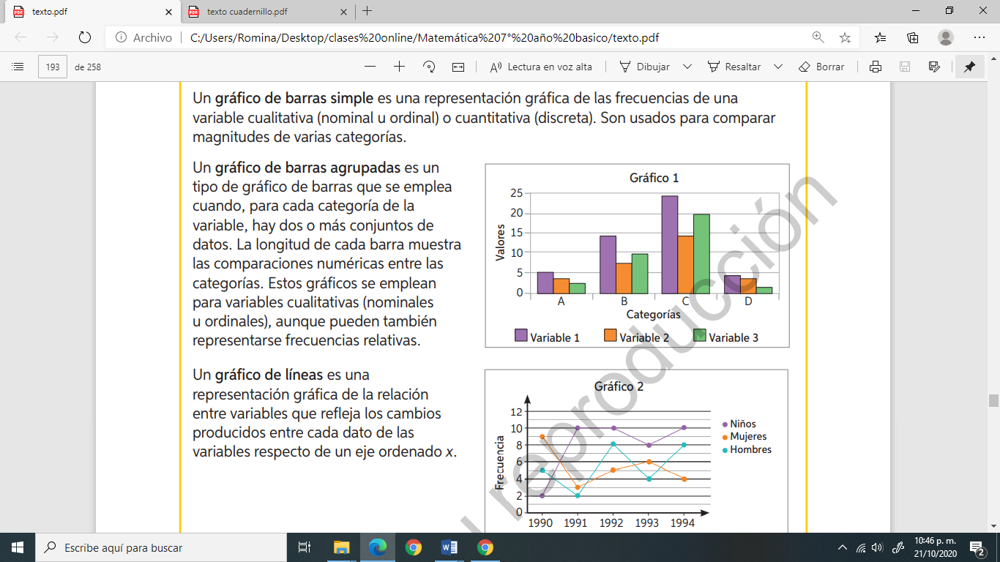 texto.pdf
texto cuadernillo.pdf
Archivo
C:/Users/Romina/Desktop/clases%20online/Matemática%207°%20año%20basico/texto.pdf
193 de 258
Lectura en voz alta
Dibujar
Resaltar
Borrar
Un gráfico de barras simple es una representación gráfica de las frecuencias de una
variable cualitativa (nominal u ordinal) o cuantitativa (discreta). Son usados para comparar
magnitudes de varias categorías.
Un gráfico de barras agrupadas es un
tipo de gráfico de barras que se emplea
cuando, para cada categoría de la
variable, hay dos o más conjuntos de
datos. La longitud de cada barra muestra
las comparaciones numéricas entre las
categorías. Estos gráficos se emplean
para variables cualitativas (nominales
u ordinales), aunque pueden también
representarse frecuencias relativas.
Gráfico 1
Valores
25
20
15
10
5
0
A B C D
Categorías
Variable 1 Variable 2 Variable 3
Un gráfico de líneas es una
representación gráfica de la relación
entre variables que refleja los cambios
producidos entre cada dato de las
variables respecto de un eje ordenado x.
Gráfico 2
Frecuencia
12
10
8
6
4
2
0
1990 1991 1992 1993 1994
Niños
Mujeres
Hombres
reproducción
Escribe aquí para buscar
10:46 p. m.
21/10/2020
2